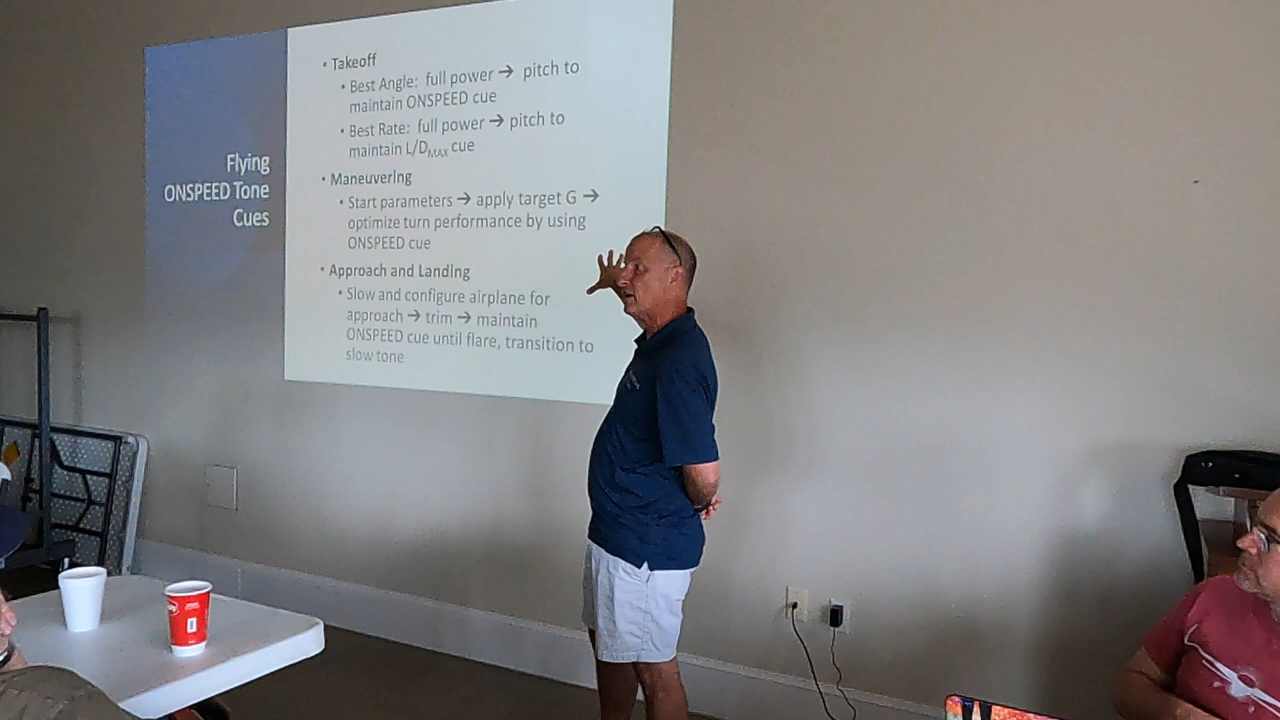 Flying
ONSPEED Tone
Cues
• Takeoff
• Best Angle: full power → pitch to
maintain ONSPEED cue
• Best Rate: full power → pitch to
maintain L/DMAX cue
• Maneuvering
• Start parameters → apply target G →
optimize turn performance by using
ONSPEED cue
• Approach and Landing
• Slow and configure airplane for
approach → trim → maintain
ONSPEED cue until flare, transition to
slow tone